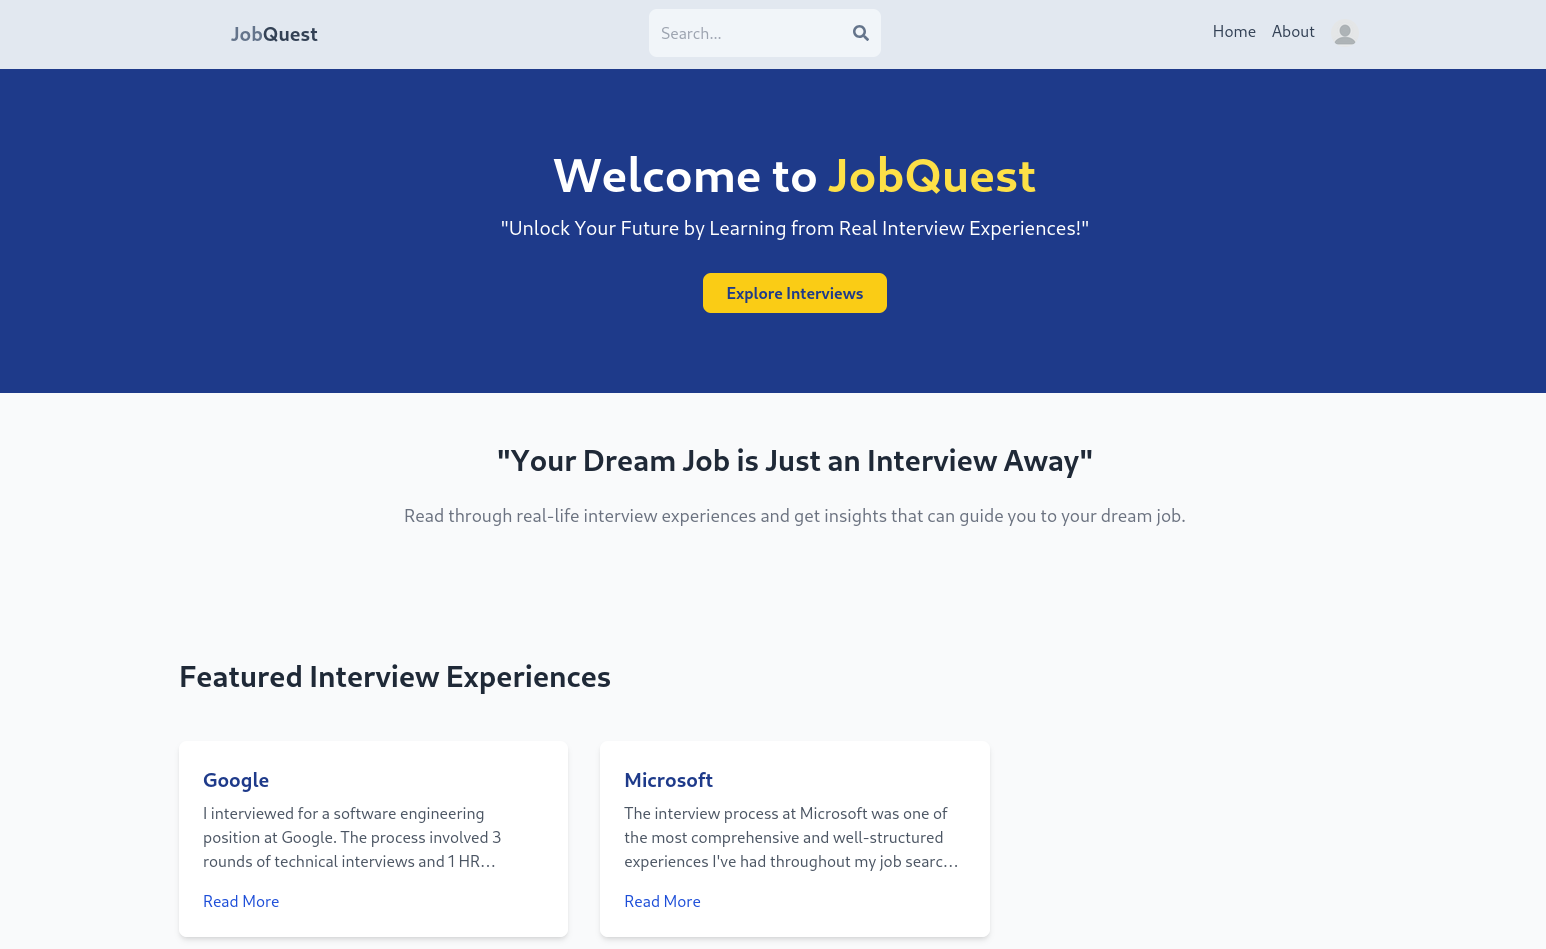 JobQuest
Search...
Home
About
Welcome to JobQuest
"Unlock Your Future by Learning from Real Interview Experiences!"
Explore Interviews
"Your Dream Job is Just an Interview Away"
Read through real-life interview experiences and get insights that can guide you to your dream job.
Featured Interview Experiences
Google
I interviewed for a software engineering
position at Google. The process involved 3
rounds of technical interviews and 1 HR...
Read More
Microsoft
The interview process at Microsoft was one of
the most comprehensive and well-structured
experiences I've had throughout my job searc...
Read More